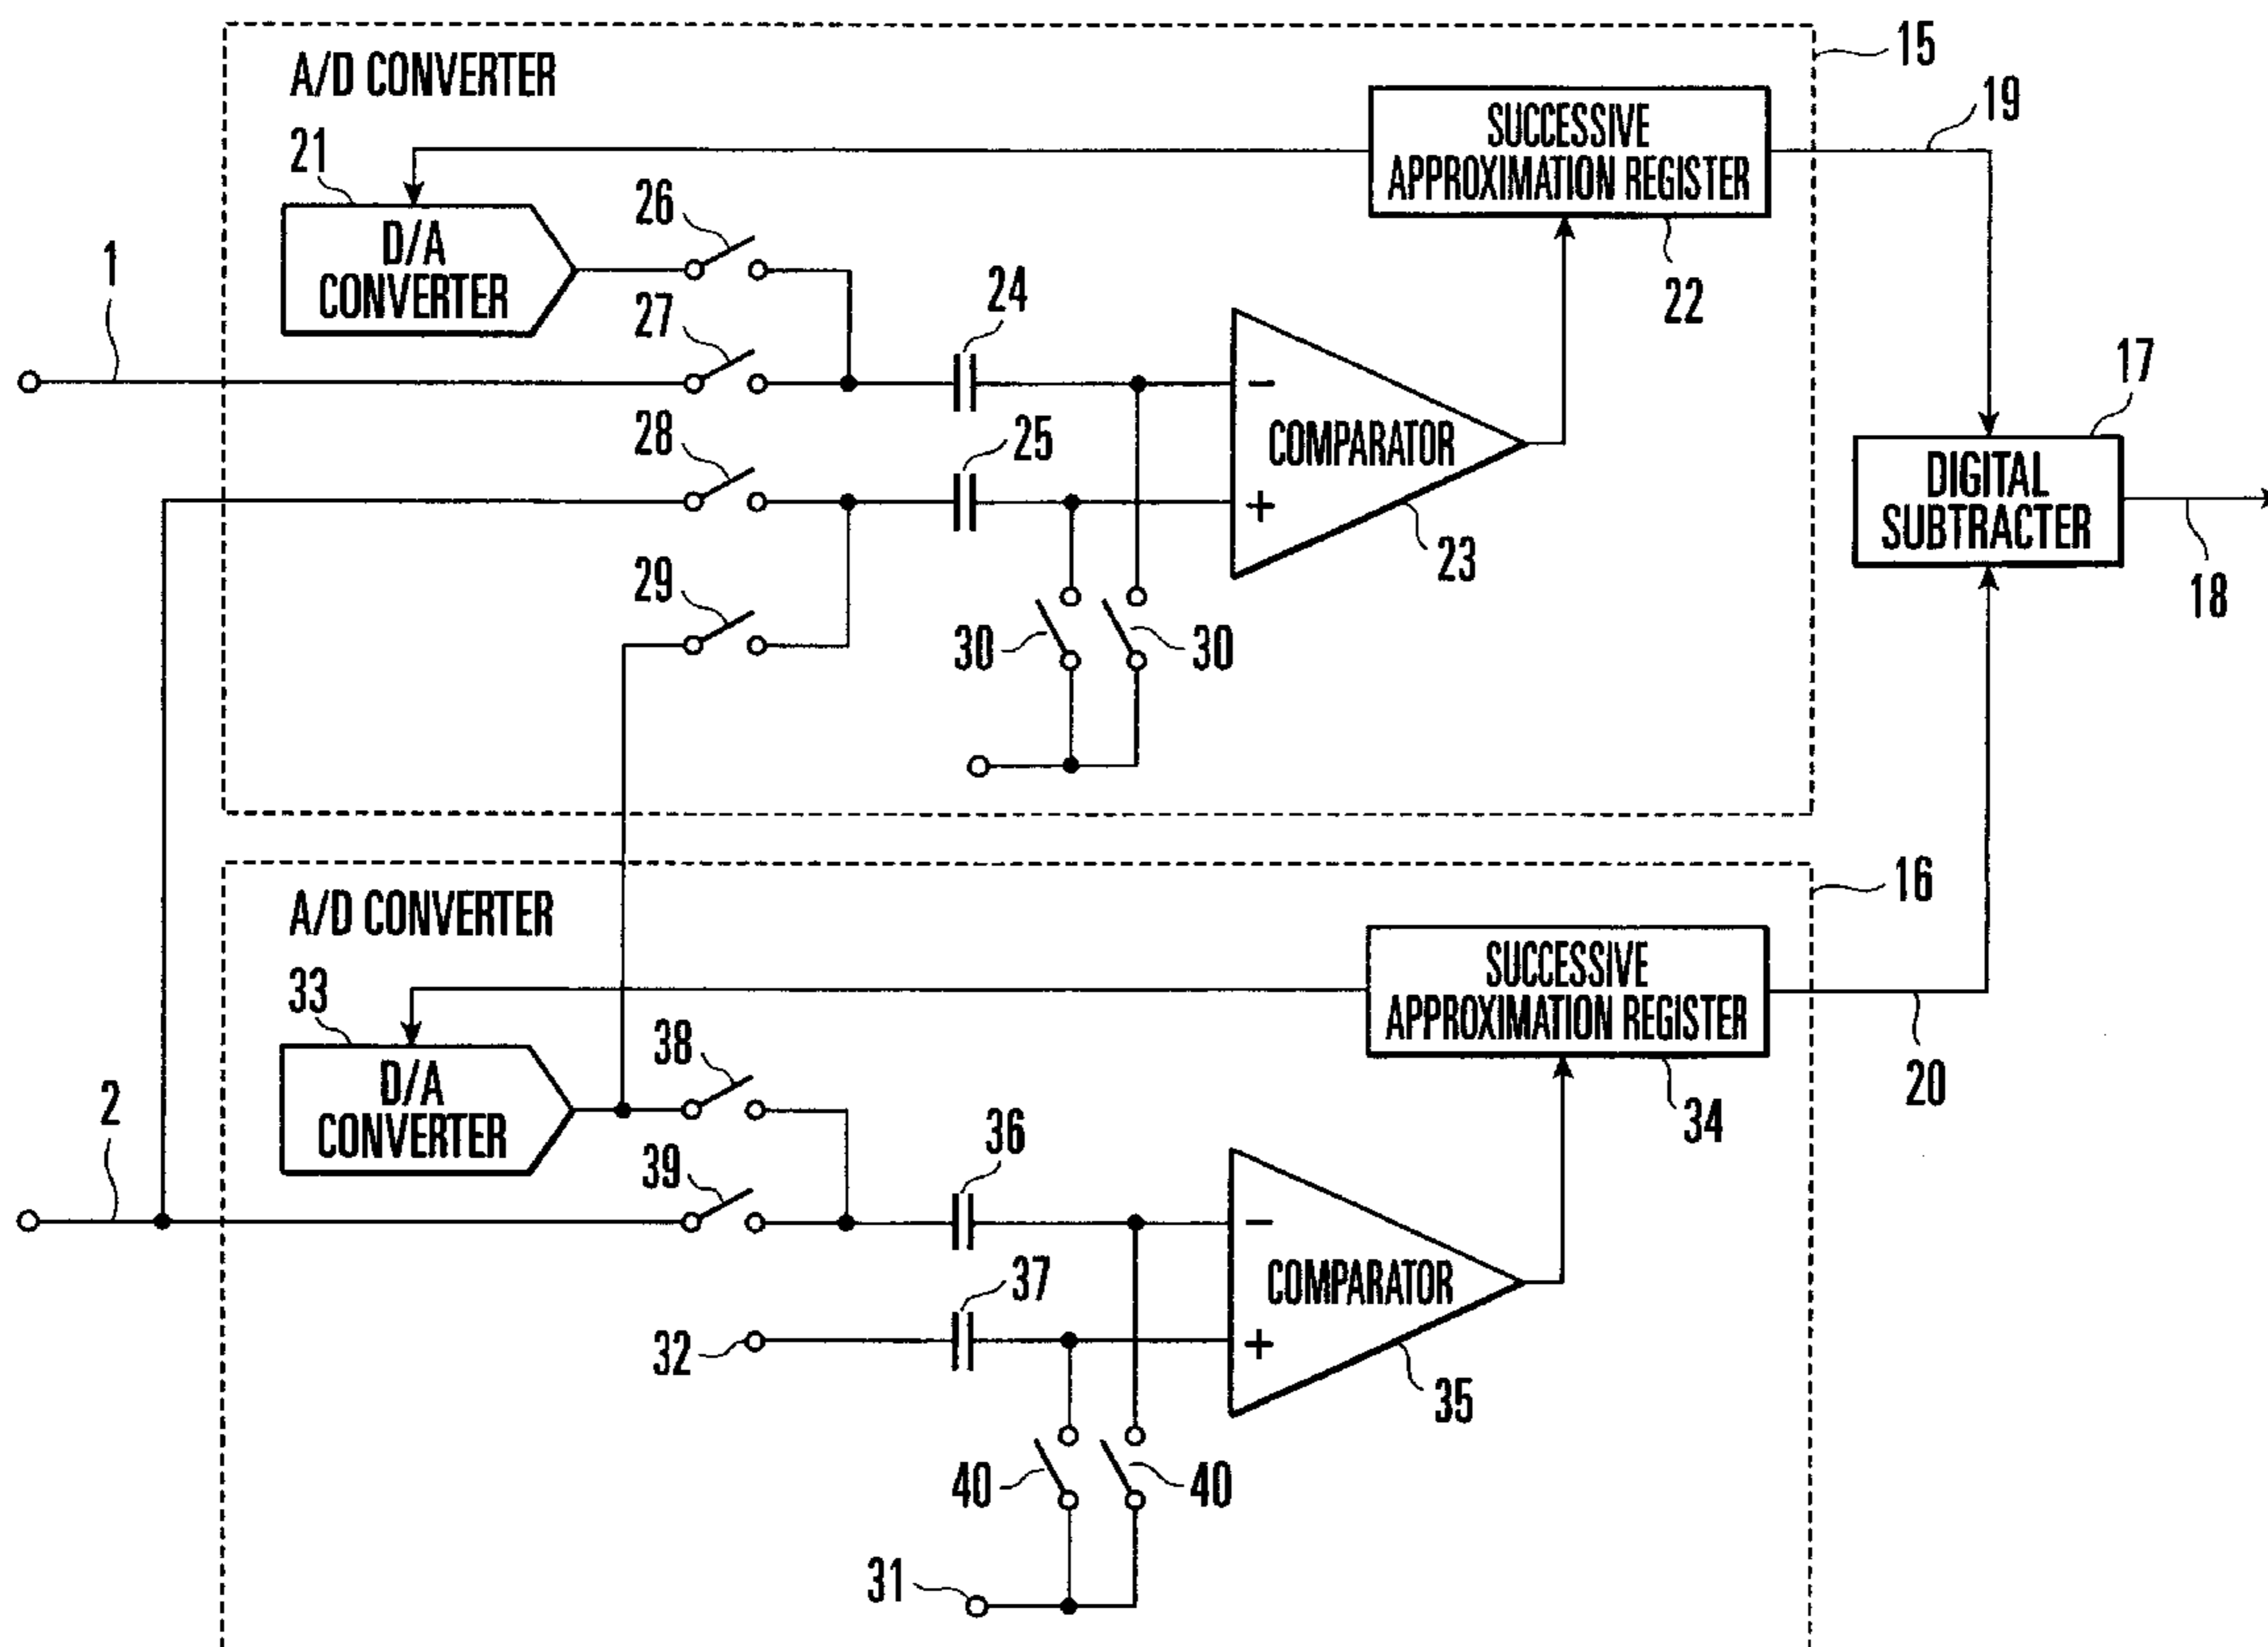 A/D CONVERTER
15
19
SUCCESSIVE
APPROXIMATION REGISTER
21
D/A
CONVERTER
26
22
1
27
24
17
28
25
−
COMPARATOR
+
DIGITAL
SUBTRACTER
23
18
29
30
30
A/D CONVERTER
16
SUCCESSIVE
APPROXIMATION REGISTER
33
D/A
CONVERTER
38
20
34
2
39
36
37
−
COMPARATOR
+
32
35
40
40
31